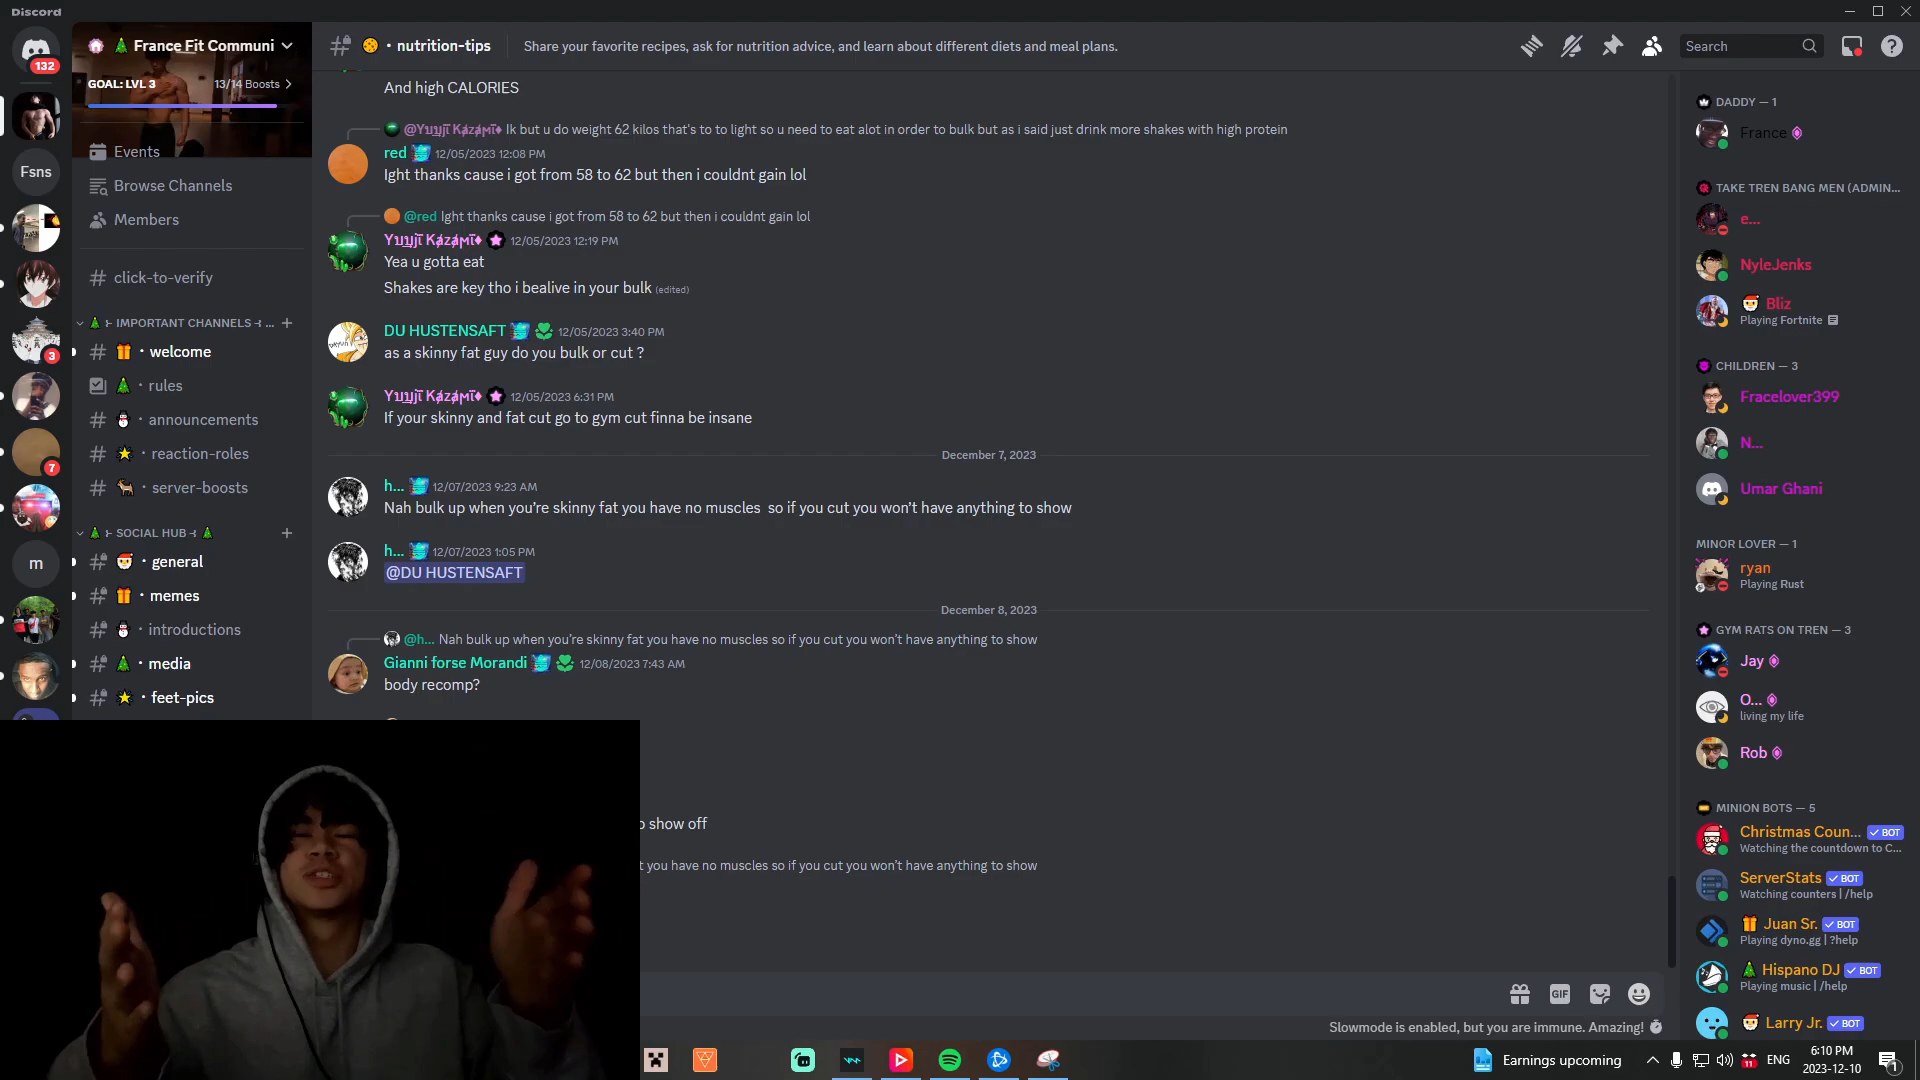 Discord
132
France Fit Communi
GOAL: LVL 3
13/14 Boosts
Events
Browse Channels
Members
click-to-verify
IMPORTANT CHANNELS
...
welcome
rules
announcements
reaction-roles
server-boosts
SOCIAL HUB
general
memes
introductions
media
feet-pics
Fsns
3
7
m
nutrition-tips
Share your favorite recipes, ask for nutrition advice, and learn about different diets and meal plans.
Search
And high CALORIES
Ik but u do weight 62 kilos that's to to light so u need to eat alot in order to bulk but as i said just drink more shakes with high protein
red 12/05/2023 12:08 PM
Ight thanks cause i got from 58 to 62 but then i couldnt gain lol
@red Ight thanks cause i got from 58 to 62 but then i couldnt gain lol
12/05/2023 12:19 PM
Yea u gotta eat
Shakes are key tho i bealive in your bulk (edited)
DU HUSTENSAFT 12/05/2023 3:40 PM
as a skinny fat guy do you bulk or cut ?
12/05/2023 6:31 PM
If your skinny and fat cut go to gym cut finna be insane
December 7, 2023
h... 12/07/2023 9:23 AM
Nah bulk up when you're skinny fat you have no muscles so if you cut you won't have anything to show
h... 12/07/2023 1:05 PM
@DU HUSTENSAFT
December 8, 2023
@h... Nah bulk up when you're skinny fat you have no muscles so if you cut you won't have anything to show
Gianni forse Morandi 12/08/2023 7:43 AM
body recomp?
show off
you have no muscles so if you cut you won't have anything to show
GIF
Slowmode is enabled, but you are immune. Amazing!
DADDY — 1
France
TAKE TREN BANG MEN (ADMIN...
e...
NyleJenks
Bliz
Playing Fortnite
CHILDREN — 3
Fracelover399
N...
Umar Ghani
MINOR LOVER — 1
ryan
Playing Rust
GYM RATS ON TREN — 3
Jay
O...
living my life
Rob
MINION BOTS — 5
Christmas Coun... BOT
Watching the countdown to C...
ServerStats BOT
Watching counters | /help
Juan Sr. BOT
Playing dyno.gg | ?help
Hispano DJ BOT
Playing music | /help
Larry Jr. BOT
Earnings upcoming
11
ENG
6:10 PM
2023-12-10
1